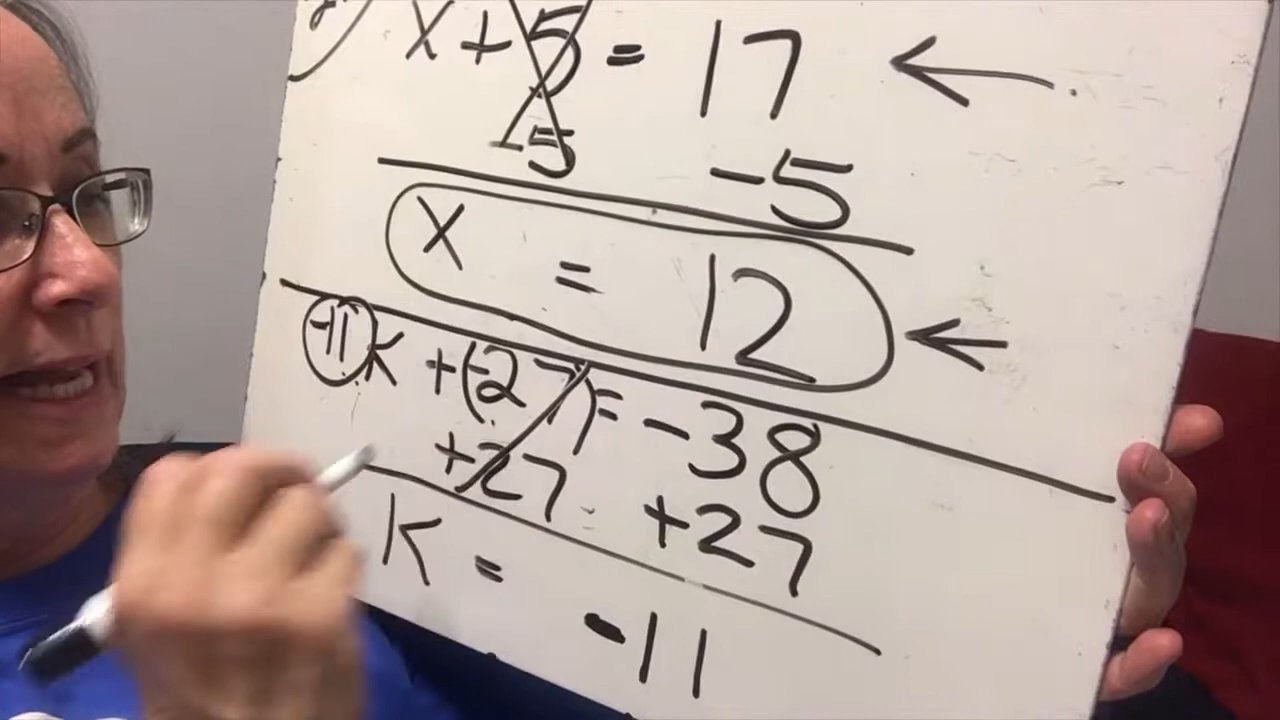 x + 5 = 17
-5 -5
x = 12
-11 K + (-27) = -38
+27 +27
K = -11